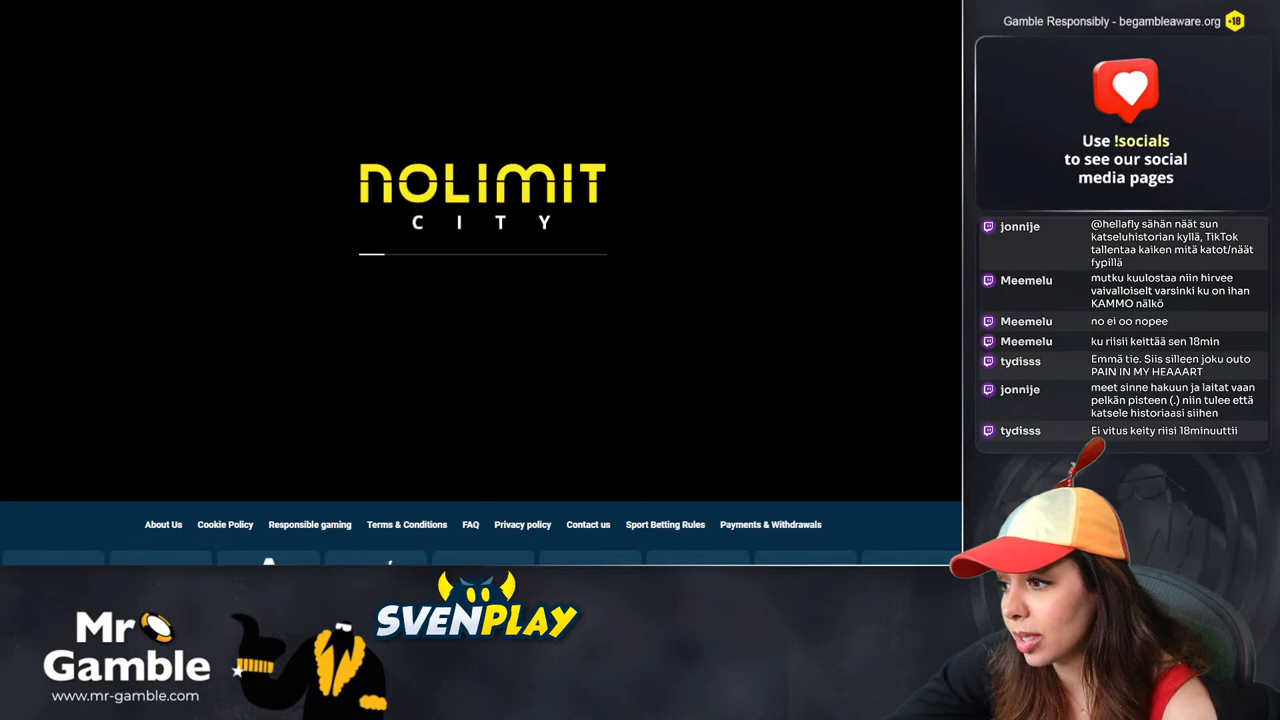 Gamble Responsibly - begambleaware.org +18
Use !socials
to see our social
media pages
NOLIMIT
CITY
jonnije @hellafly sähän näät sun
katseluhistorian kyllä, TikTok
tallentaa kaiken mitä katot/näät
fypillä
Meemelu mutku kuulostaa niin hirvee
vaivalloiselt varsinki ku on ihan
KAMMO nälkö
Meemelu no ei oo nopee
Meemelu ku riisii keittää sen 18min
tydisss Emmä tie. Siis silleen joku outo
PAIN IN MY HEAAART
jonnije meet sinne hakuun ja laitat vaan
pelkän pisteen (.) niin tulee että
katsele historiaasi siihen
tydisss Ei vitus keity riisi 18minuuttii
About Us Cookie Policy Responsible gaming Terms & Conditions FAQ Privacy policy Contact us Sport Betting Rules Payments & Withdrawals
SVENPLAY
Mr
Gamble
www.mr-gamble.com